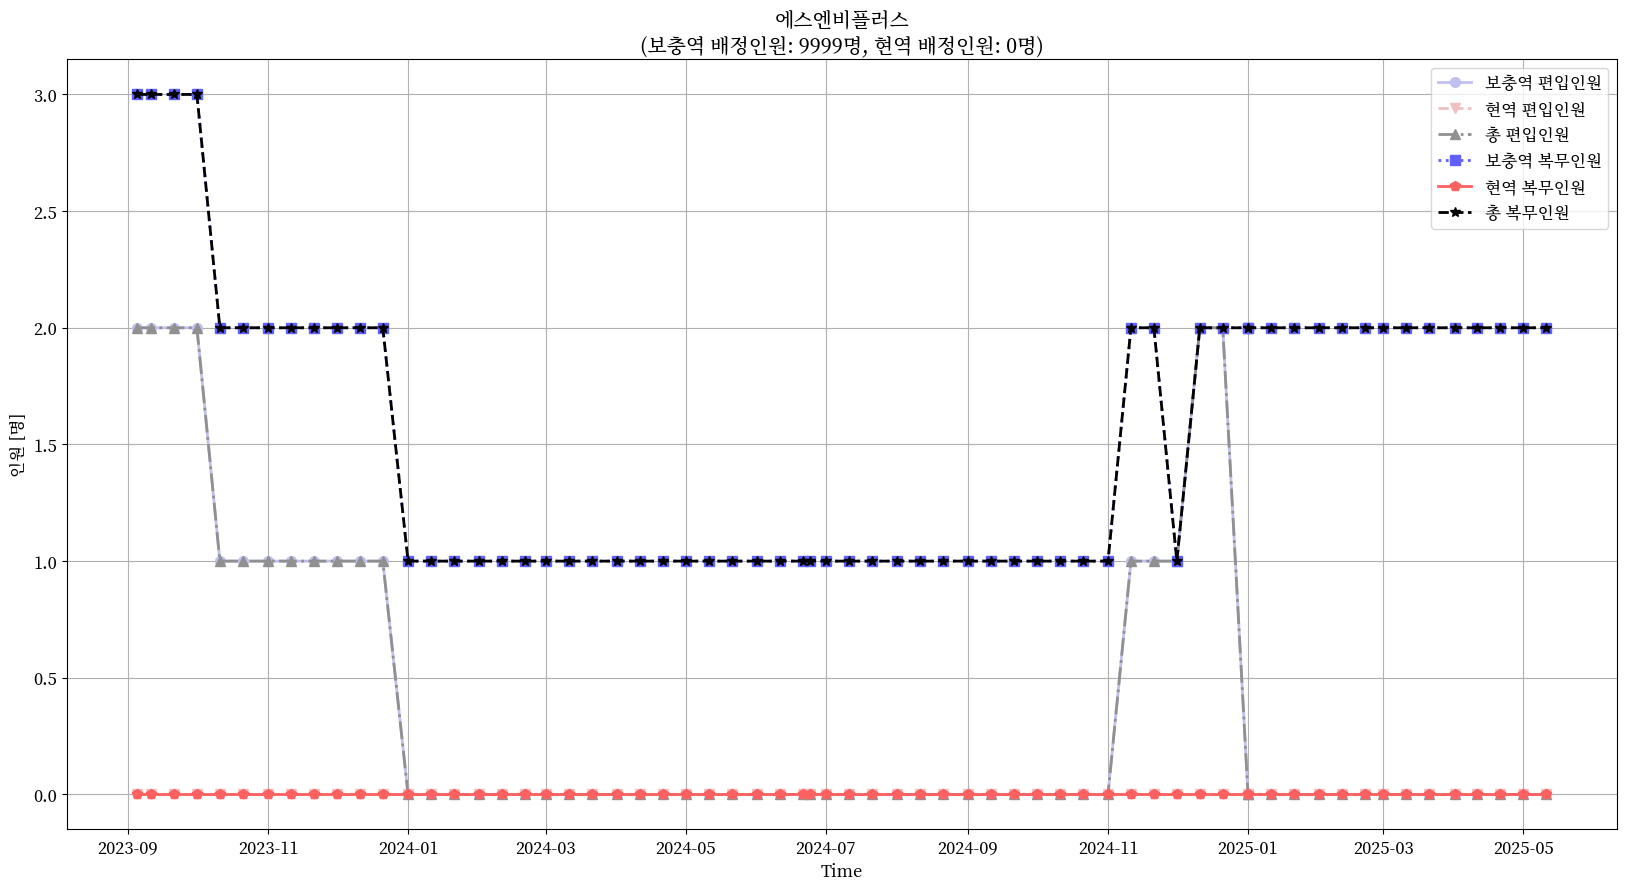 에스엔비플러스
(보충역 배정인원: 9999명, 현역 배정인원: 0명)
보충역 편입인원
현역 편입인원
총 편입인원
보충역 복무인원
현역 복무인원
총 복무인원
인원 [명]
3.0
2.5
2.0
1.5
1.0
0.5
0.0
2023-09 2023-11 2024-01 2024-03 2024-05 2024-07 2024-09 2024-11 2025-01 2025-03 2025-05
Time